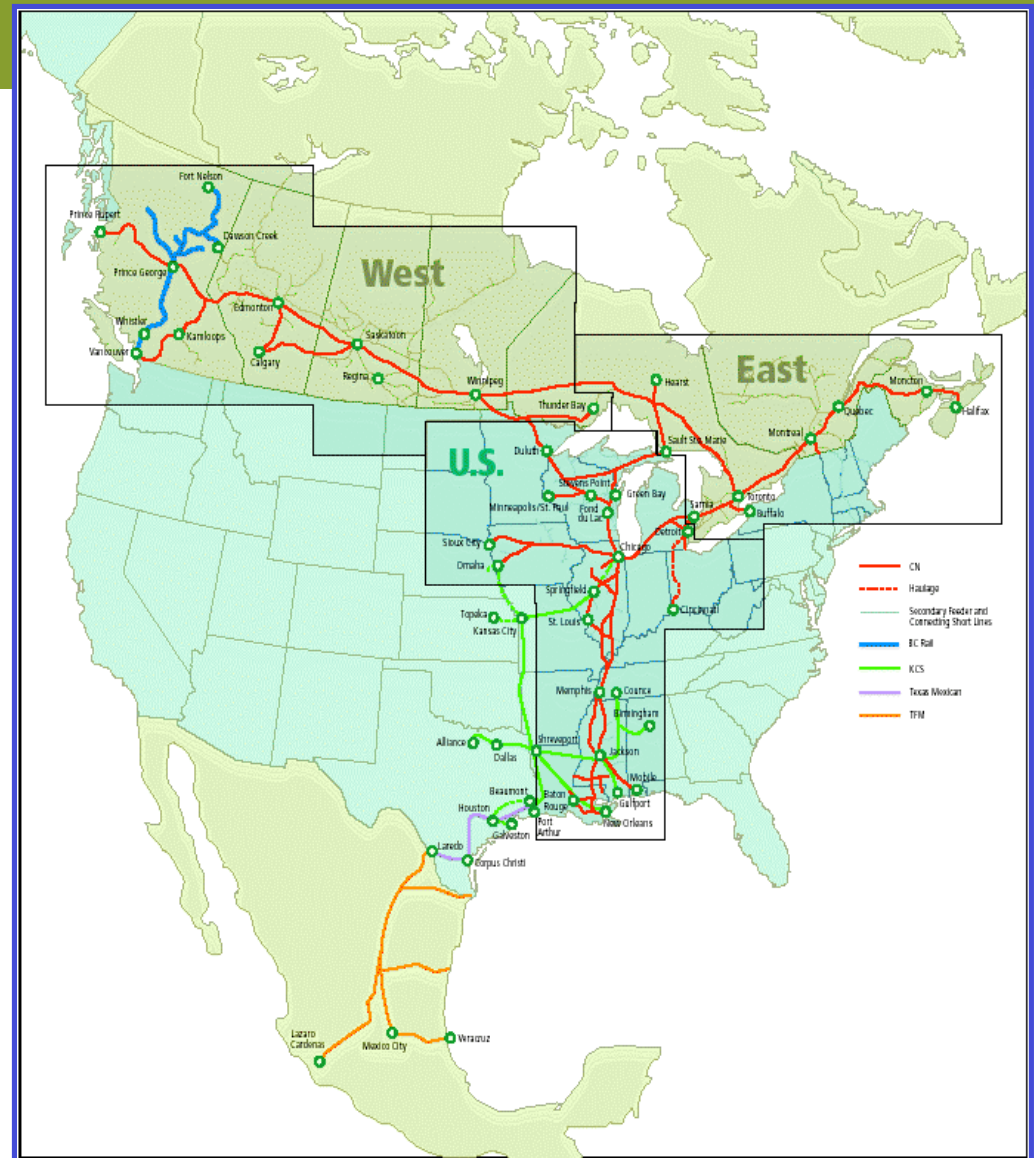 Fort Nelson
Prince Rupert
Dawson Creek
Prince George
West
Edmonton
Whistler
Kamloops
Saskatoon
Vancouver
Calgary
Regina
Winnipeg
Hearst
East
Moncton
Thunder Bay
Quebec
Halifax
Montreal
Sault Ste. Marie
Duluth
U.S.
Stevens Point
Green Bay
Minneapolis/St. Paul
Fond
du Lac
Toronto
Sarnia
Buffalo
Detroit
Sioux City
Chicago
Omaha
Springfield
Cincinnati
Topeka
St. Louis
Kansas City
CN
Haulage
Secondary Feeder and
Connecting Short Lines
BC Rail
KCS
Texas Mexican
TFM
Memphis
Counce
Birmingham
Alliance
Shreveport
Dallas
Jackson
Mobile
Beaumont
Baton
Rouge
Houston
Gulfport
Port
Arthur
New Orleans
Galveston
Laredo
Corpus Christi
Lazaro
Cardenas
Mexico City
Veracruz